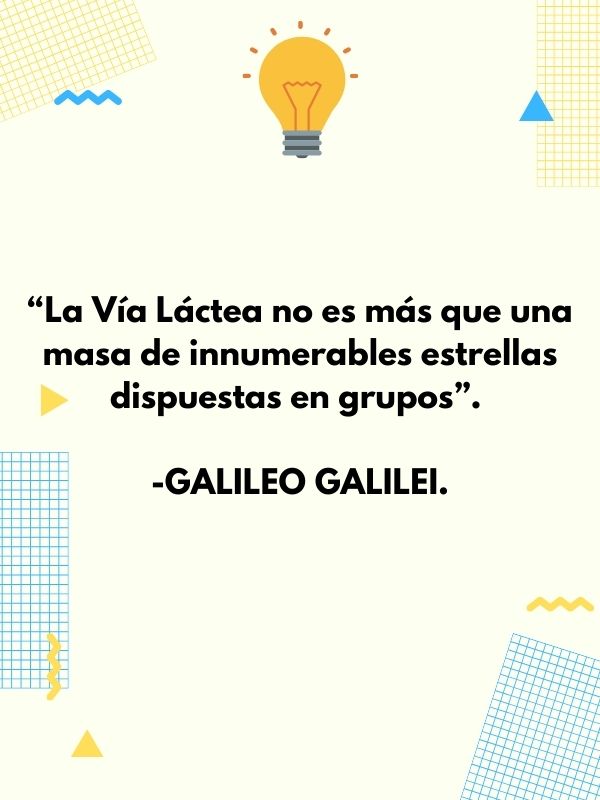 “La Vía Láctea no es más que una
masa de innumerables estrellas
dispuestas en grupos”.
-GALILEO GALILEI.